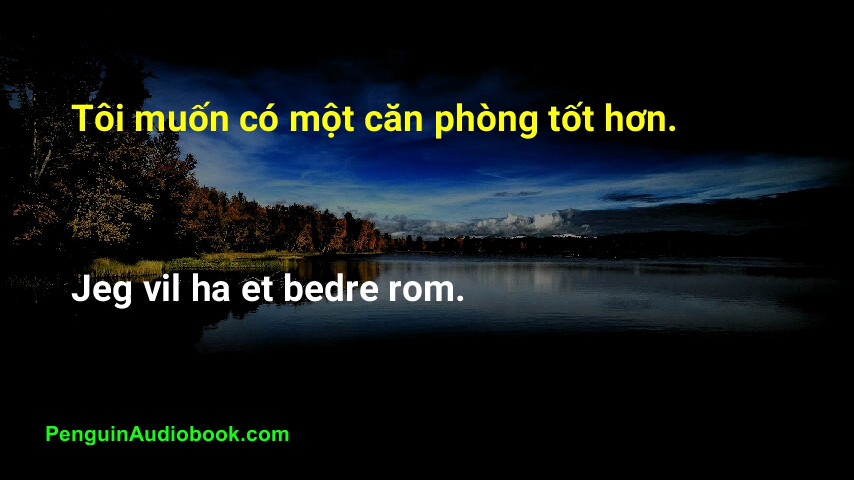 Tôi muốn có một căn phòng tốt hơn.
Jeg vil ha et bedre rom.
PenguinAudiobook.com